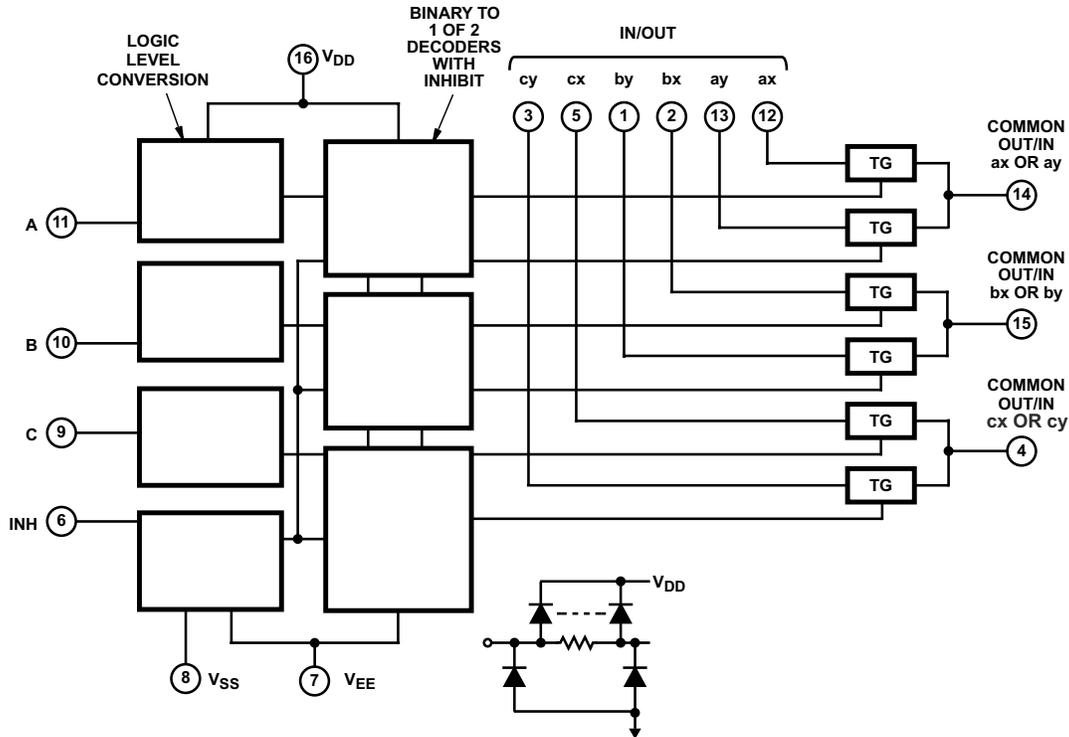 LOGIC
LEVEL
CONVERSION
16 VDD
BINARY TO
1 OF 2
DECODERS
WITH
INHIBIT
IN/OUT
cy cx by bx ay ax
3 5 1 2 13 12
TG
TG
TG
TG
TG
TG
COMMON
OUT/IN
ax OR ay
14
COMMON
OUT/IN
bx OR by
15
COMMON
OUT/IN
cx OR cy
4
A 11
B 10
C 9
INH 6
8 VSS
7 VEE
VDD